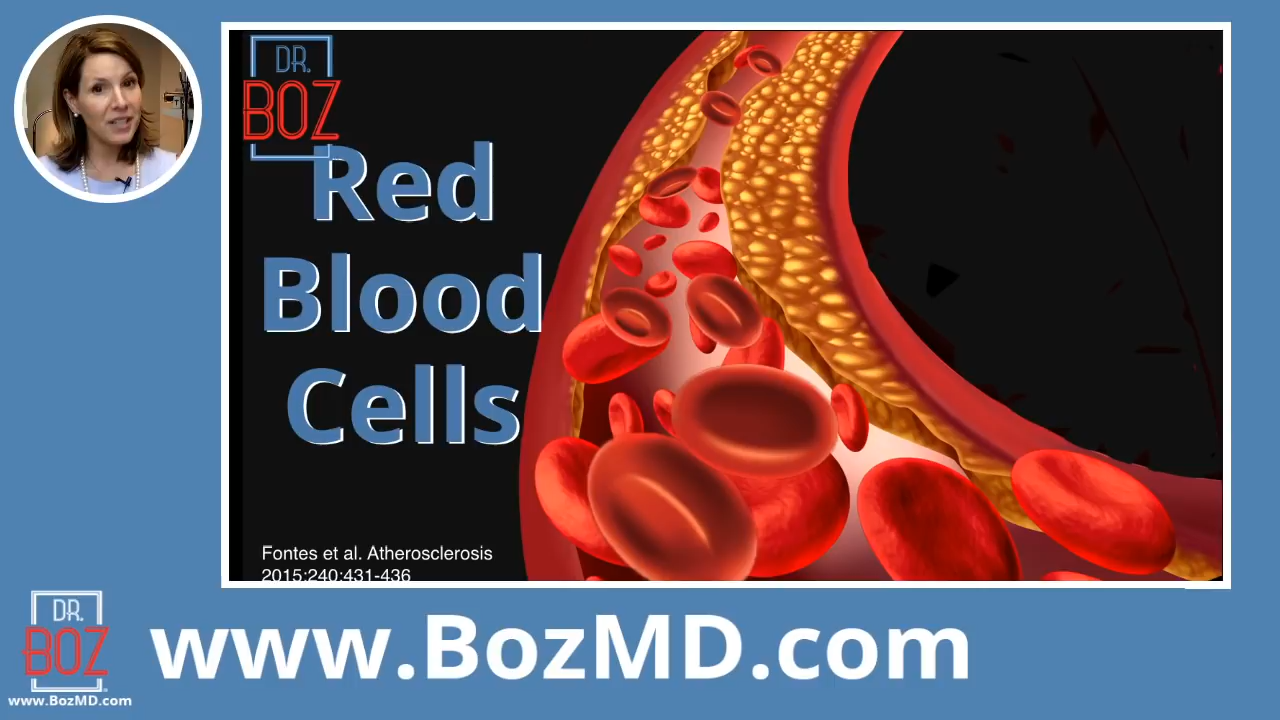 DR.
BOZ
Red
Blood
Cells
Fontes et al. Atherosclerosis
2015;240:431-436
DR.
BOZ
www.BozMD.com
www.BozMD.com